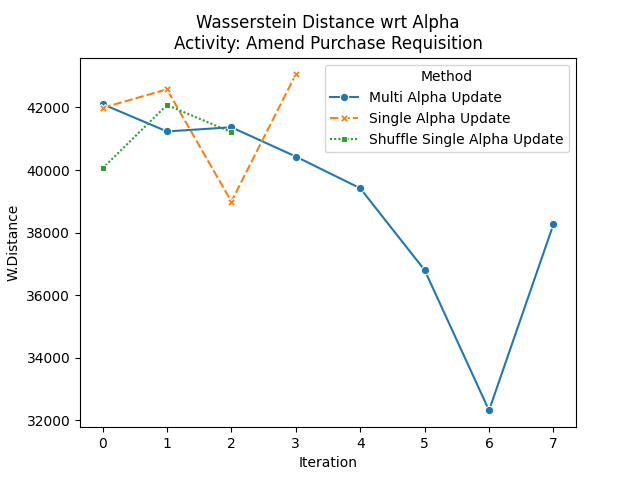 Wasserstein Distance wrt Alpha
Activity: Amend Purchase Requisition
Method
Multi Alpha Update
Single Alpha Update
Shuffle Single Alpha Update
W.Distance
42000
40000
38000
36000
34000
32000
0 1 2 3 4 5 6 7
Iteration